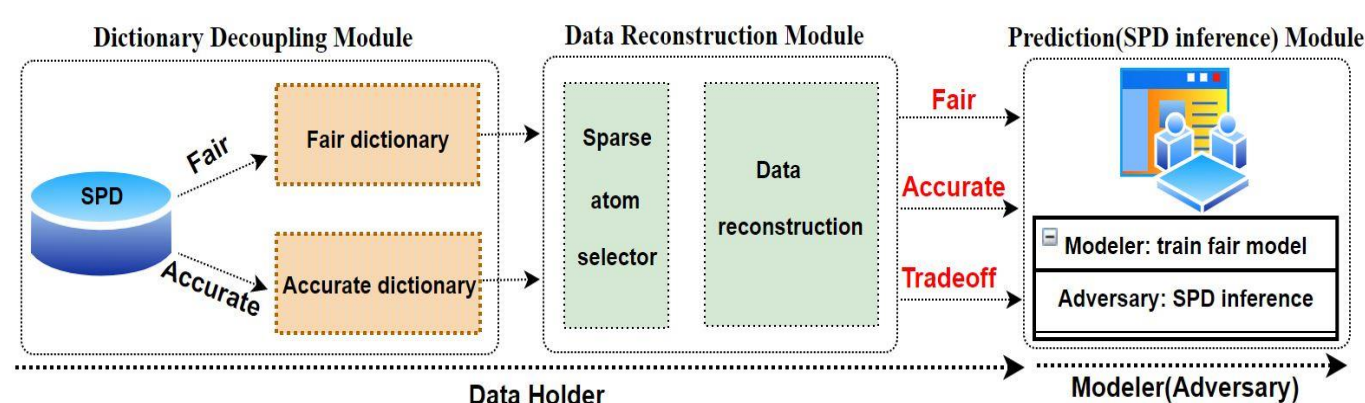 Dictionary Decoupling Module
Data Reconstruction Module
Prediction(SPD inference) Module
SPD
Fair
Accurate
Fair dictionary
Accurate dictionary
Sparse
atom
selector
Data
reconstruction
Fair
Accurate
Tradeoff
Modeler: train fair model
Adversary: SPD inference
Data Holder
Modeler(Adversary)